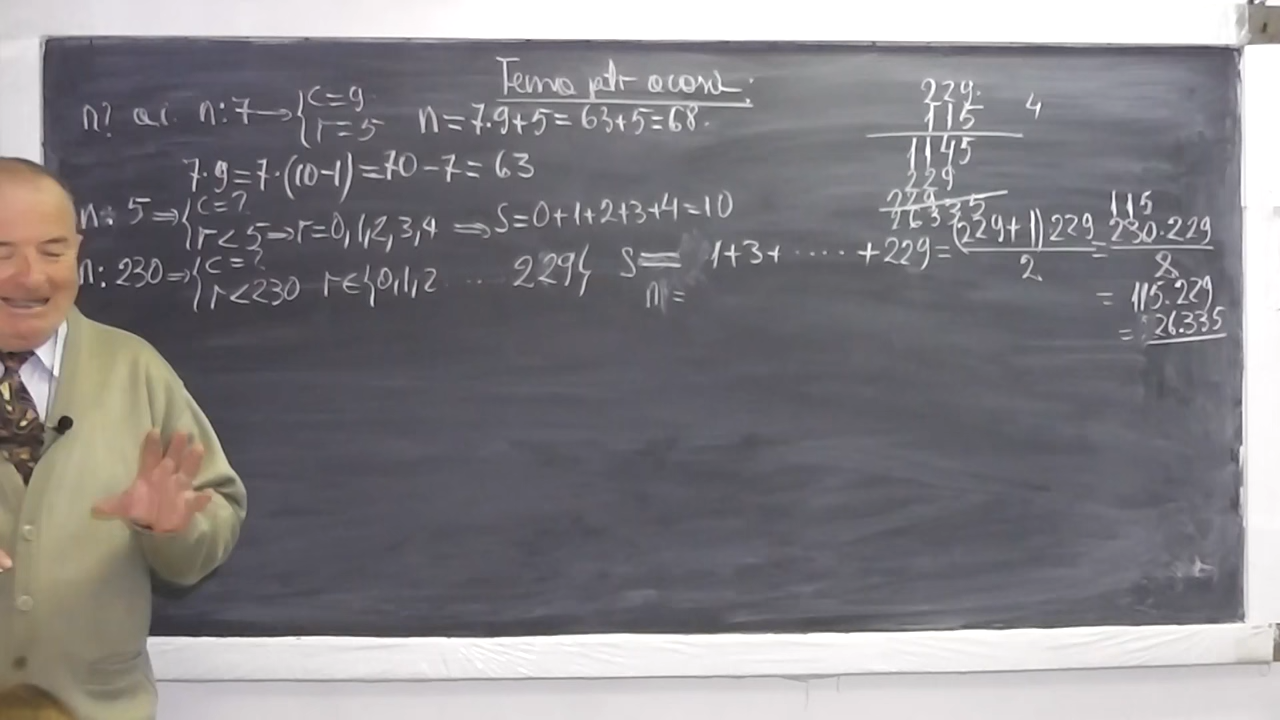 Tema ptr acasă:
n? a.î. n:7→{c=9 r=5 n=7.9+5=63+5=68.
7.9=7.(10-1)=70-7=63
n:5⇒{c=? r<5⇒r=0,1,2,3,4 ⇒S=0+1+2+3+4=10
n:230⇒{c=? r<230 r∈{0,1,2 .... 229} S= 1+3+.....+229=(229+1)229/2=230.229/2
n=
115
=115.229
=26.335
229.
115 4
1145
229
229
26335